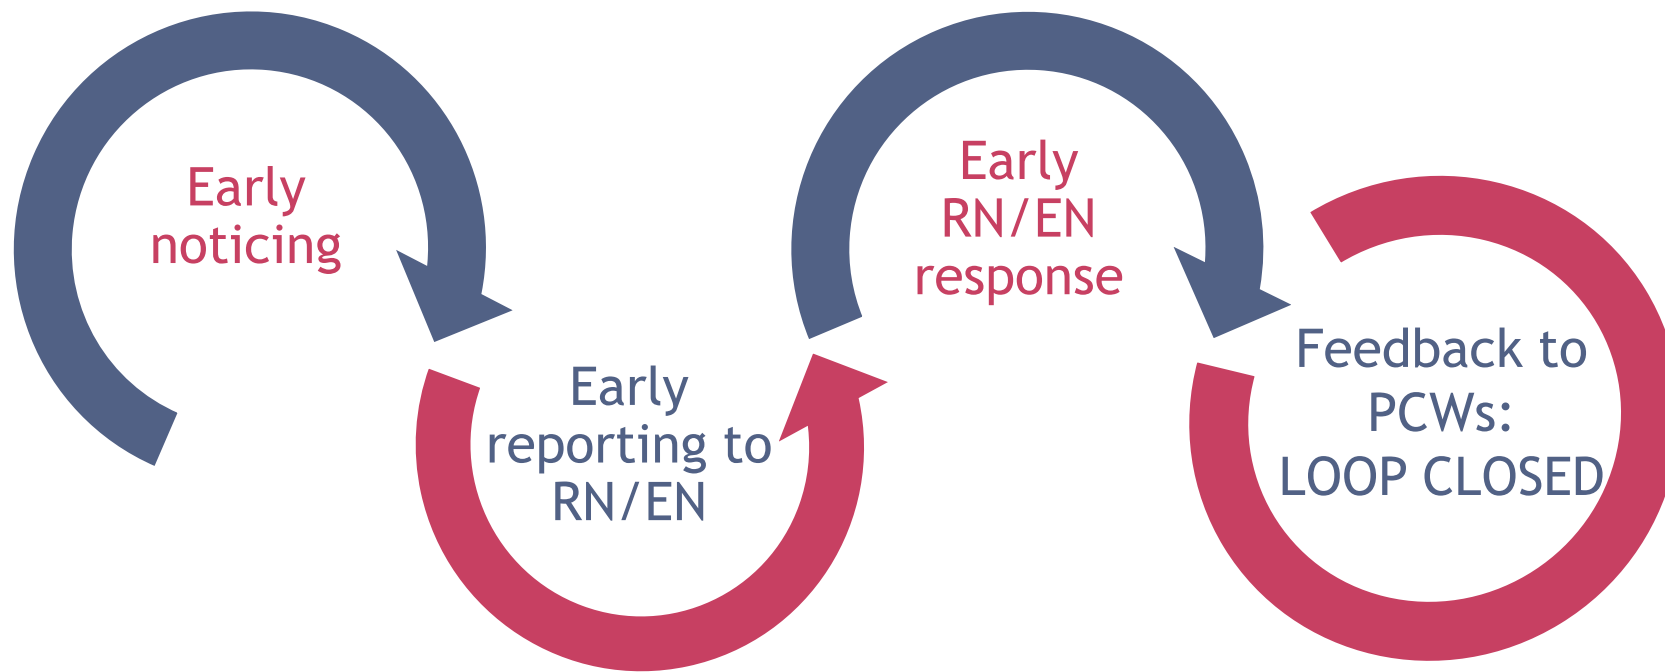 Early
noticing
Early
reporting to
RN/EN
Early
RN/EN
response
Feedback to
PCWs:
LOOP CLOSED